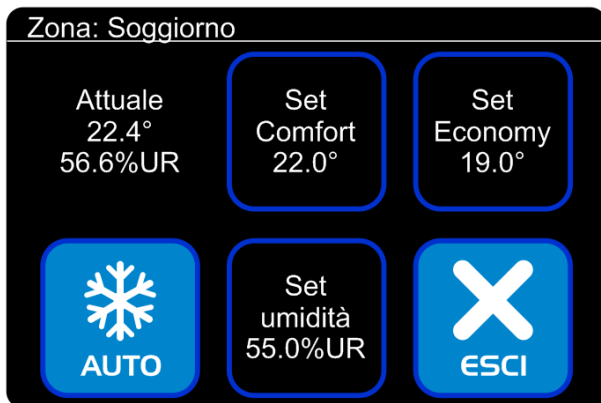 Zona: Soggiorno
Attuale
22.4°
56.6%UR
Set
Comfort
22.0°
Set
Economy
19.0°
AUTO
Set
umidità
55.0%UR
ESCI